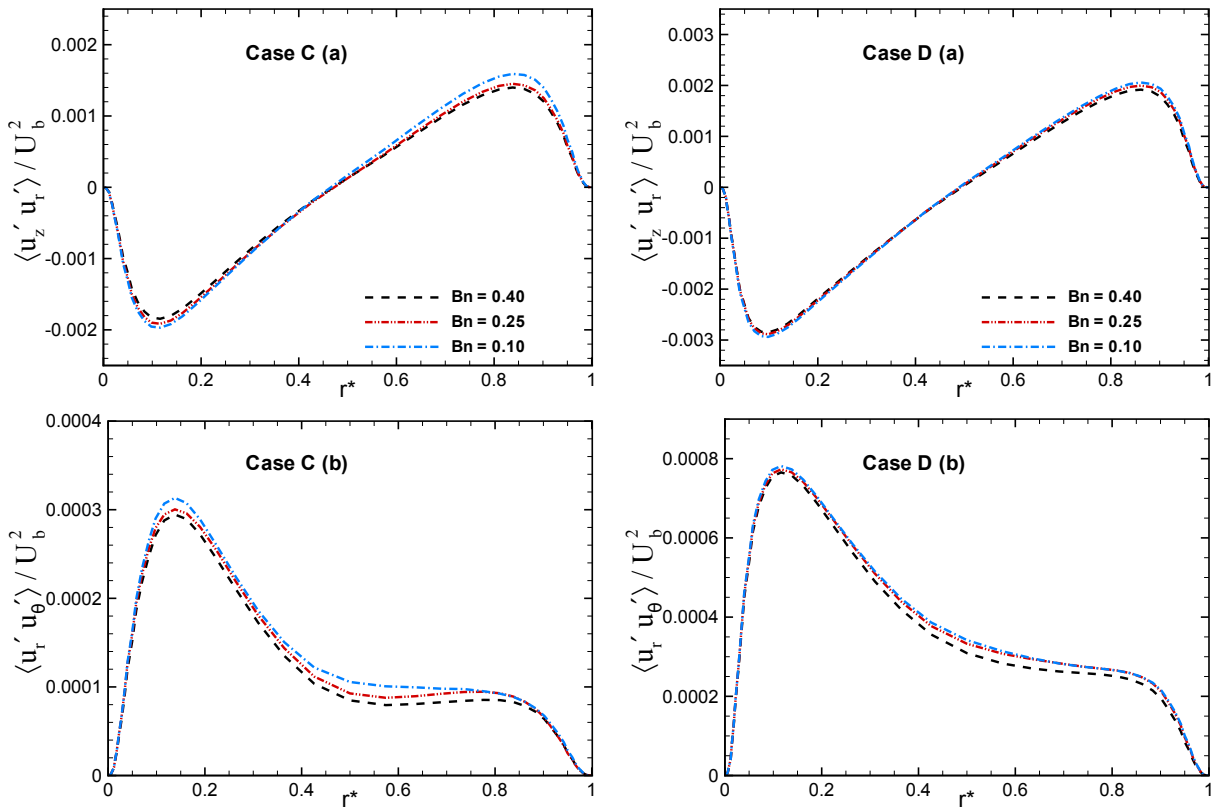 Case C (a)
⟨u_z′ u_r′⟩ / U_b^2
0.002
0.001
0
-0.001
-0.002
Bn = 0.40
Bn = 0.25
Bn = 0.10
0 0.2 0.4 0.6 0.8 1
r*
Case D (a)
⟨u_z′ u_r′⟩ / U_b^2
0.003
0.002
0.001
0
-0.001
-0.002
-0.003
Bn = 0.40
Bn = 0.25
Bn = 0.10
0 0.2 0.4 0.6 0.8 1
r*
Case C (b)
⟨u_r′ u_θ′⟩ / U_b^2
0.0004
0.0003
0.0002
0.0001
0
0 0.2 0.4 0.6 0.8 1
r*
Case D (b)
⟨u_r′ u_θ′⟩ / U_b^2
0.0008
0.0006
0.0004
0.0002
0
0 0.2 0.4 0.6 0.8 1
r*